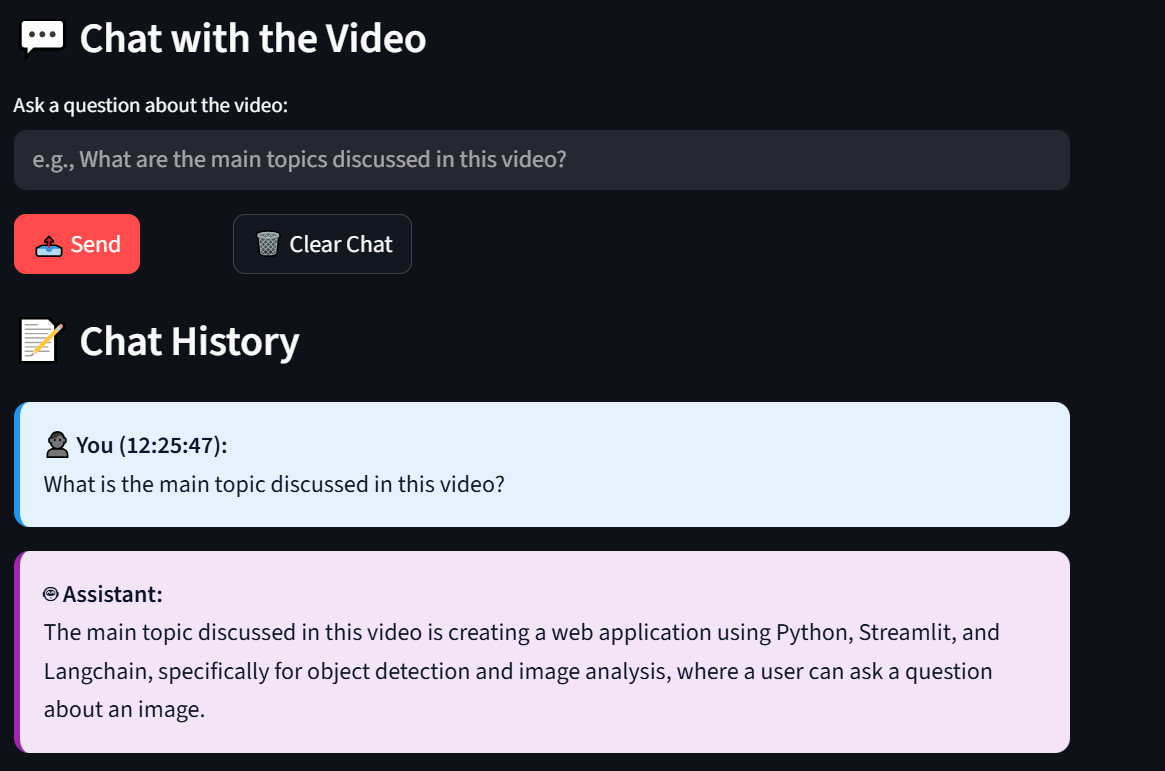 Chat with the Video
Ask a question about the video:
e.g., What are the main topics discussed in this video?
Send
Clear Chat
Chat History
You (12:25:47):
What is the main topic discussed in this video?
Assistant:
The main topic discussed in this video is creating a web application using Python, Streamlit, and
Langchain, specifically for object detection and image analysis, where a user can ask a question
about an image.